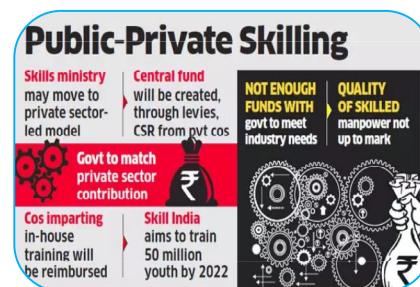 Public-Private Skilling
Skills ministry
may move to
private sector-
led model
Central fund
will be created,
through levies,
CSR from pvt cos
NOT ENOUGH
FUNDS WITH
govt to meet
industry needs
QUALITY
OF SKILLED
manpower not
up to mark
Govt to match
private sector
contribution
₹
Cos imparting
in-house
training will
be reimbursed
Skill India
aims to train
50 million
youth by 2022
₹